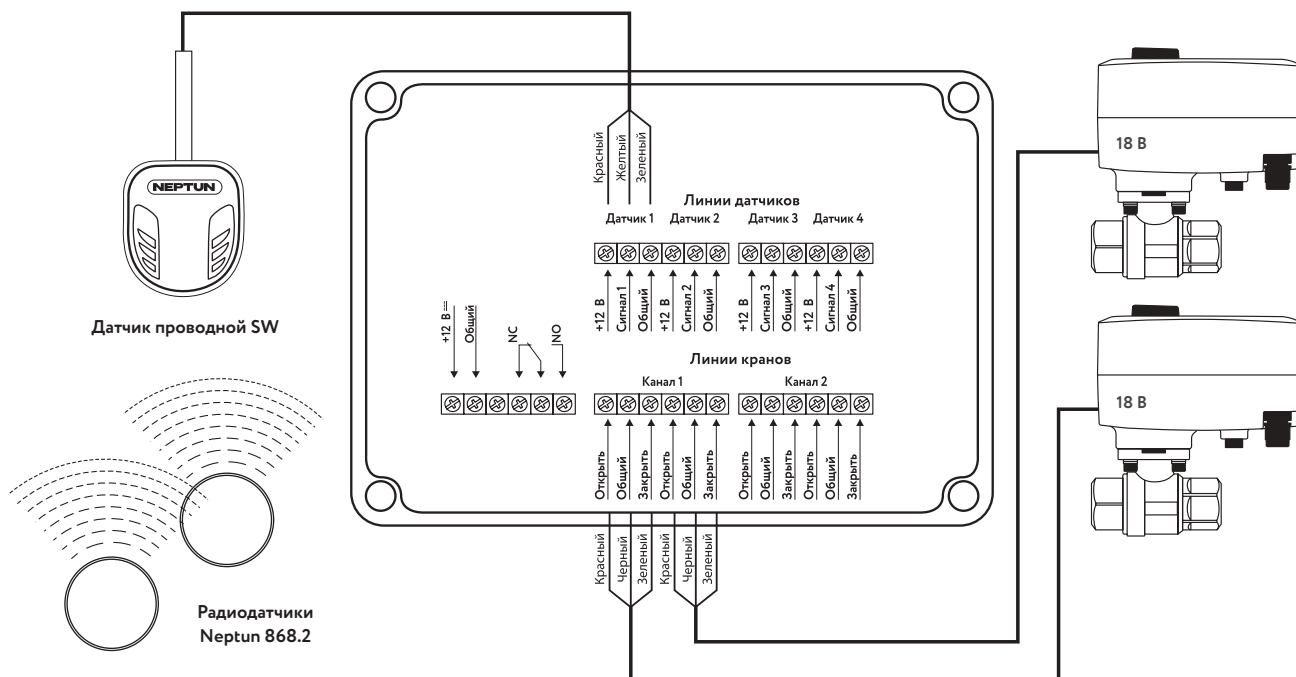 Красный
Желтый
Зеленый
18 В
NEPTUN
Линии датчиков
Датчик 1
Датчик 2
Датчик 3
Датчик 4
Датчик проводной SW
+12 В
Общий
NC
NO
+12 В
Сигнал 1
Общий
+12 В
Сигнал 2
Общий
+12 В
Сигнал 3
Общий
+12 В
Сигнал 4
Общий
Линии кранов
Канал 1
Канал 2
18 В
Открыть
Общий
Закрыть
Открыть
Общий
Закрыть
Открыть
Общий
Закрыть
Открыть
Общий
Закрыть
Красный
Черный
Зеленый
Красный
Черный
Зеленый
Радиодатчики
Neptun 868.2